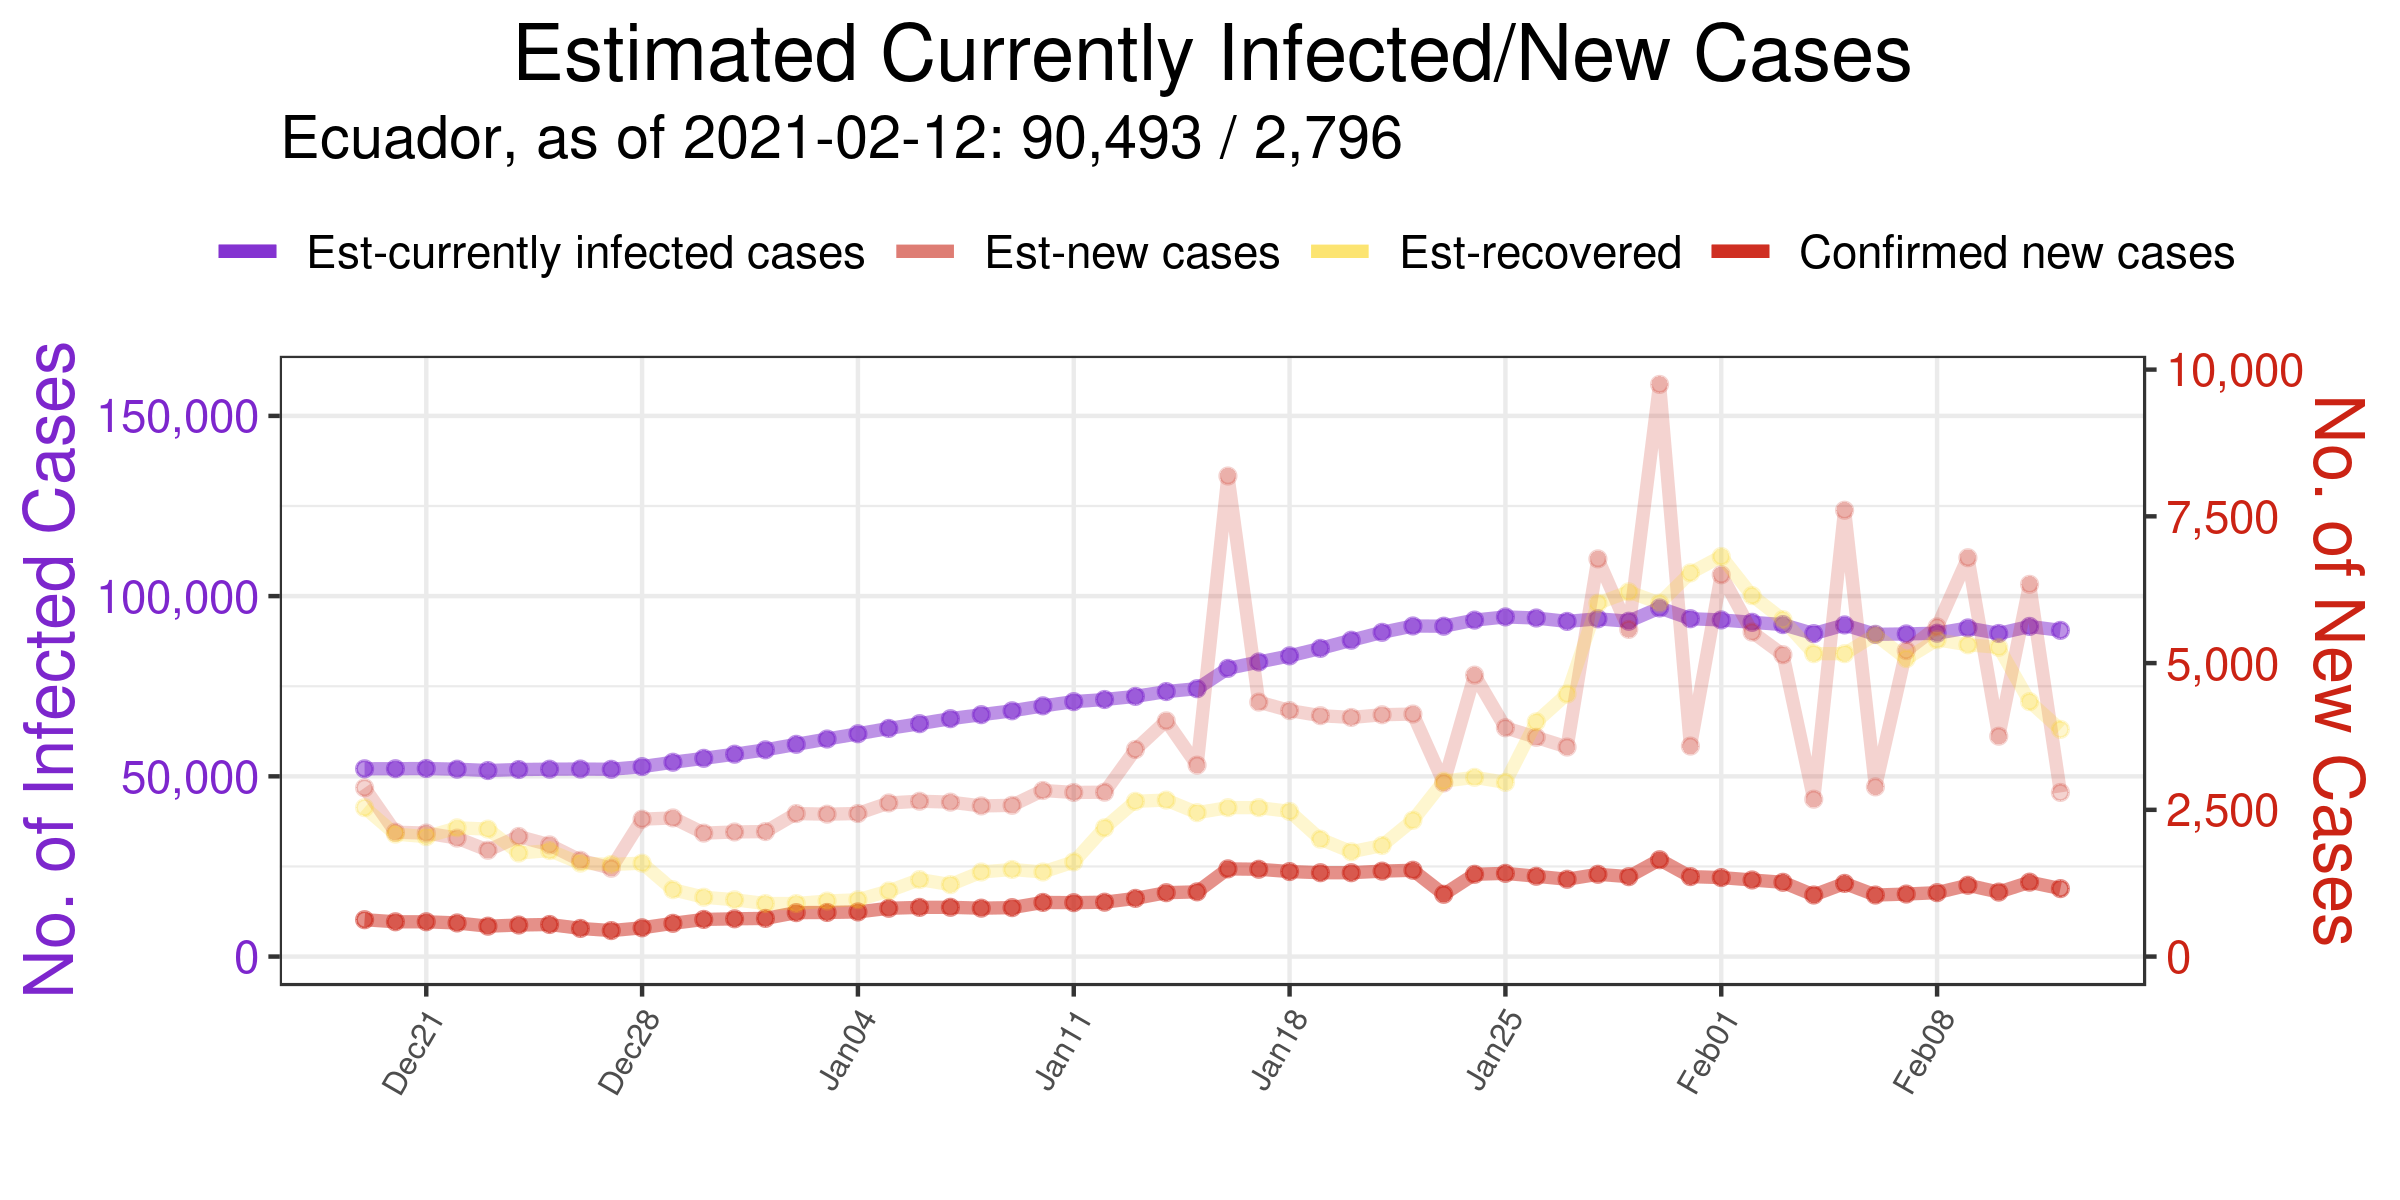 Estimated Currently Infected/New Cases
Ecuador, as of 2021-02-12: 90,493 / 2,796
Est-currently infected cases Est-new cases Est-recovered Confirmed new cases
No. of Infected Cases
150,000
100,000
50,000
0
10,000
7,500
5,000
2,500
0
No. of New Cases
Dec21 Dec28 Jan04 Jan11 Jan18 Jan25 Feb01 Feb08